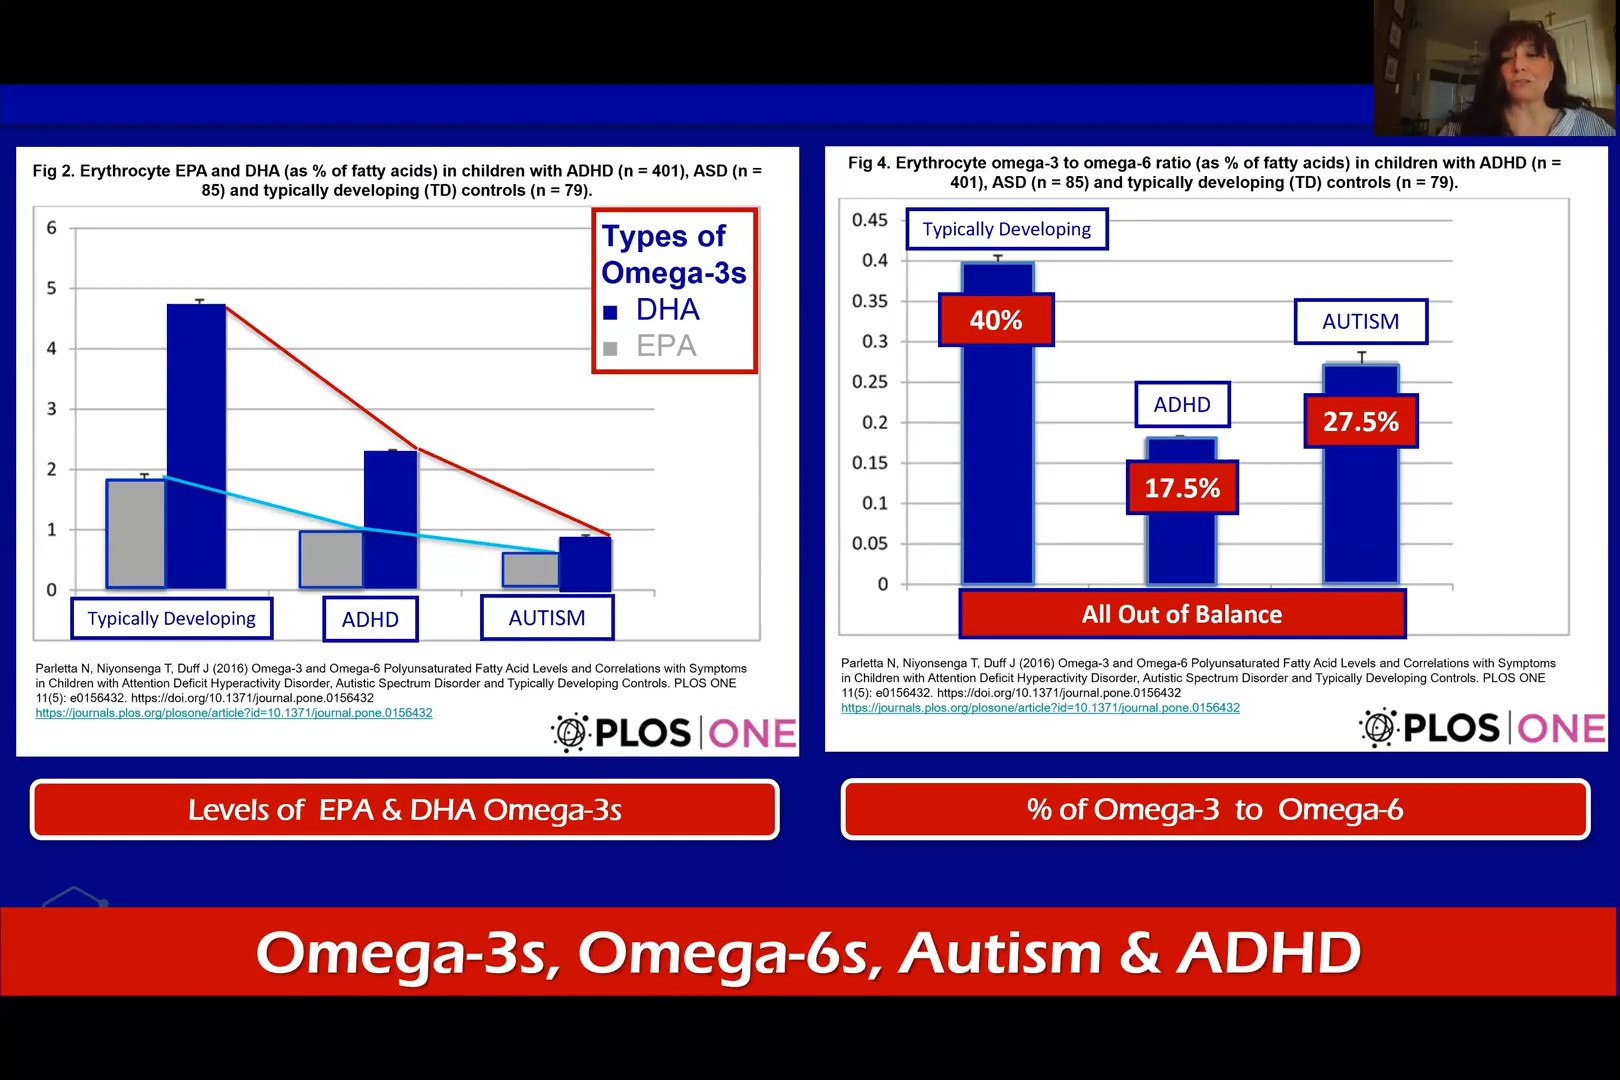 Fig 2. Erythrocyte EPA and DHA (as % of fatty acids) in children with ADHD (n = 401), ASD (n =
85) and typically developing (TD) controls (n = 79).
6
5
4
3
2
1
0
Types of
Omega-3s
DHA
EPA
Typically Developing
ADHD
AUTISM
Parletta N, Niyonsenga T, Duff J (2016) Omega-3 and Omega-6 Polyunsaturated Fatty Acid Levels and Correlations with Symptoms
in Children with Attention Deficit Hyperactivity Disorder, Autistic Spectrum Disorder and Typically Developing Controls. PLOS ONE
11(5): e0156432. https://doi.org/10.1371/journal.pone.0156432
https://journals.plos.org/plosone/article?id=10.1371/journal.pone.0156432
PLOS | ONE
Levels of EPA & DHA Omega-3s
Fig 4. Erythrocyte omega-3 to omega-6 ratio (as % of fatty acids) in children with ADHD (n =
401), ASD (n = 85) and typically developing (TD) controls (n = 79).
0.45
0.4
0.35
0.3
0.25
0.2
0.15
0.1
0.05
0
Typically Developing
40%
ADHD
17.5%
AUTISM
27.5%
All Out of Balance
Parletta N, Niyonsenga T, Duff J (2016) Omega-3 and Omega-6 Polyunsaturated Fatty Acid Levels and Correlations with Symptoms
in Children with Attention Deficit Hyperactivity Disorder, Autistic Spectrum Disorder and Typically Developing Controls. PLOS ONE
11(5): e0156432. https://doi.org/10.1371/journal.pone.0156432
https://journals.plos.org/plosone/article?id=10.1371/journal.pone.0156432
PLOS | ONE
% of Omega-3 to Omega-6
Omega-3s, Omega-6s, Autism & ADHD